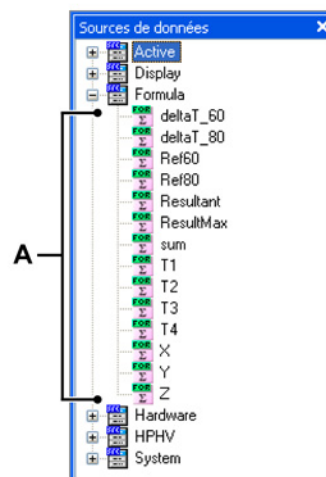 Sources de données
Active
Display
Formula
deltaT_60
deltaT_80
Ref60
Ref80
Resultant
ResultMax
sum
A
T1
T2
T3
T4
X
Y
Z
Hardware
HPHV
System